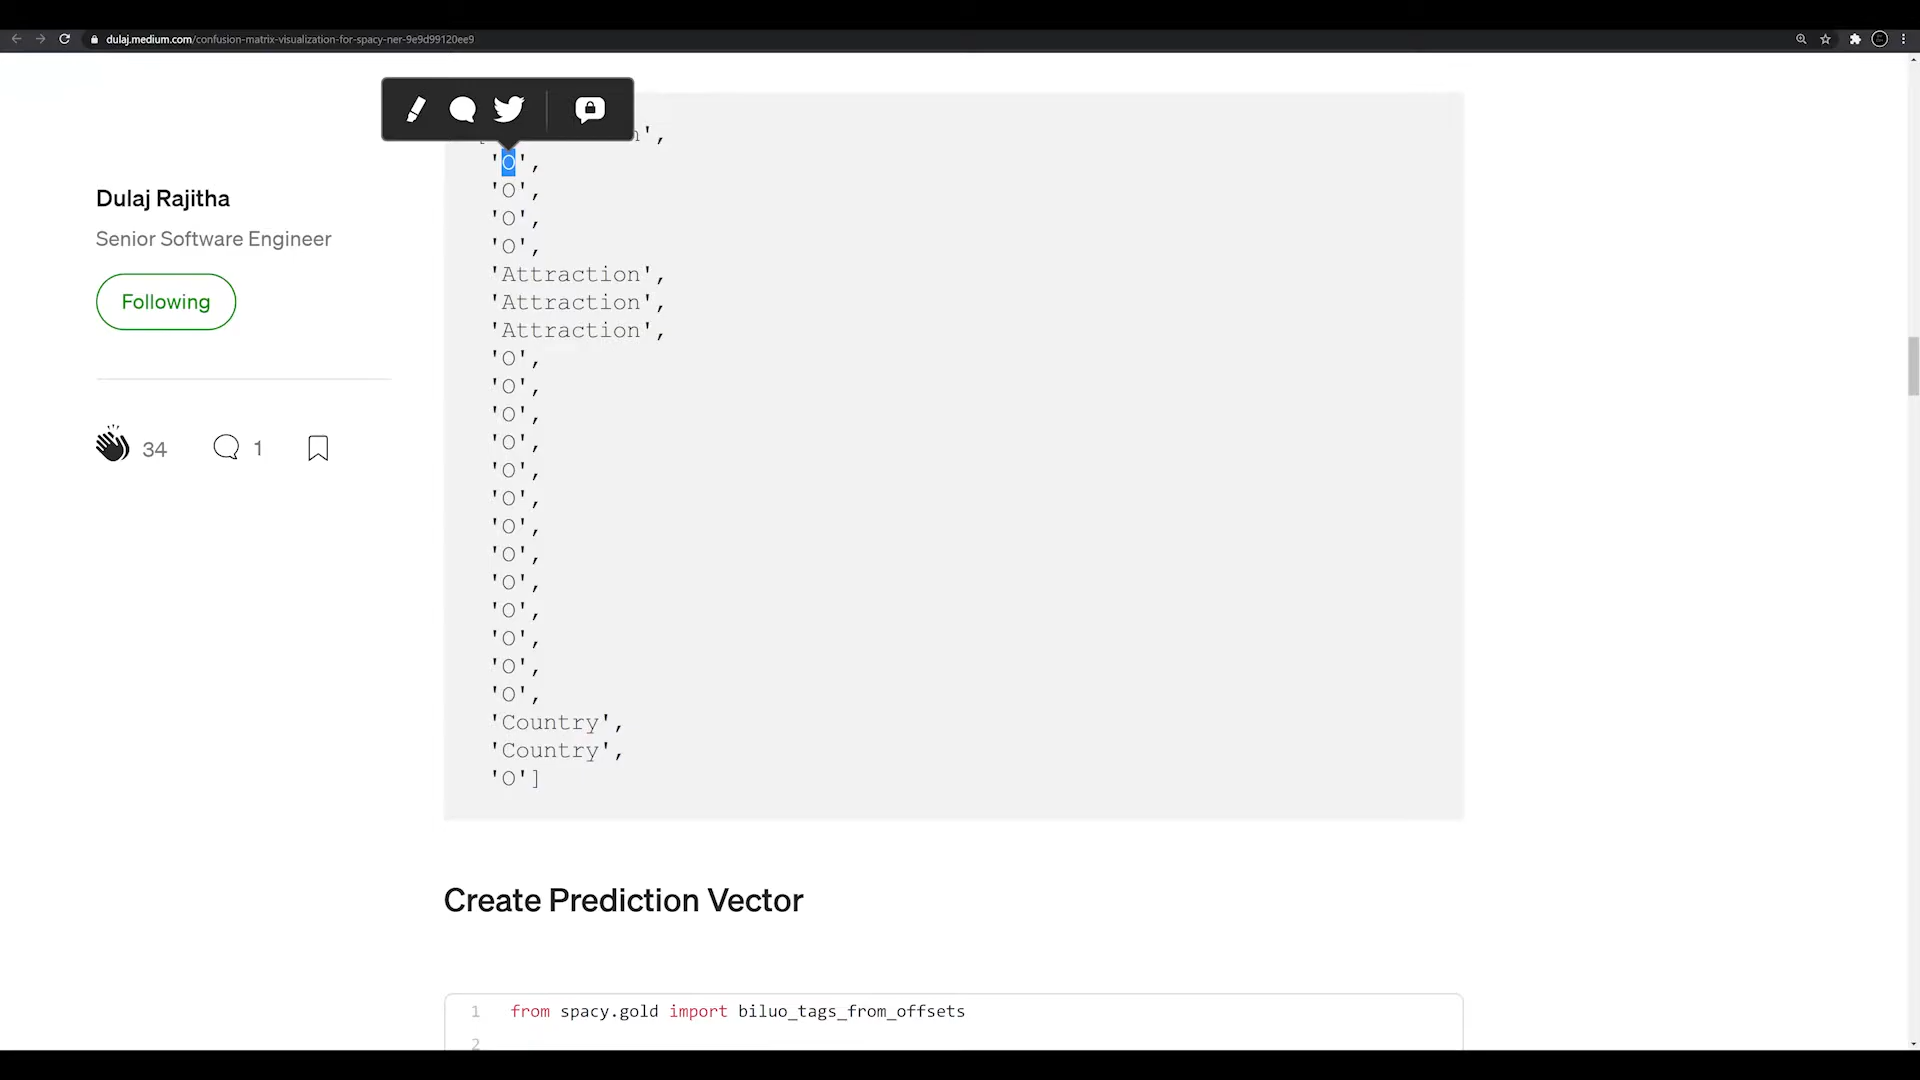 dulaj.medium.com/confusion-matrix-visualization-for-spacy-ner-9e9d99120ee9
Dulaj Rajitha
Senior Software Engineer
Following
34
1
',
'O',
'O',
'O',
'O',
'Attraction',
'Attraction',
'Attraction',
'O',
'O',
'O',
'O',
'O',
'O',
'O',
'O',
'O',
'O',
'O',
'O',
'O',
'Country',
'Country',
'O']
Create Prediction Vector
1 from spacy.gold import biluo_tags_from_offsets
2